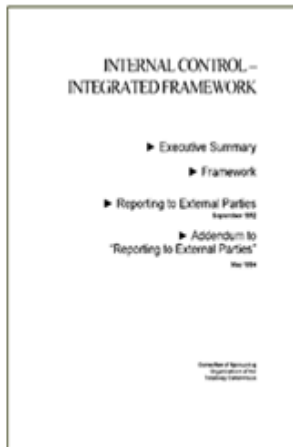 INTERNAL CONTROL –
INTEGRATED FRAMEWORK
▶ Executive Summary
▶ Framework
▶ Reporting to External Parties
September 1992
▶ Addendum to
"Reporting to External Parties"
May 1994
Committee of Sponsoring
Organizations of the
Treadway Commission